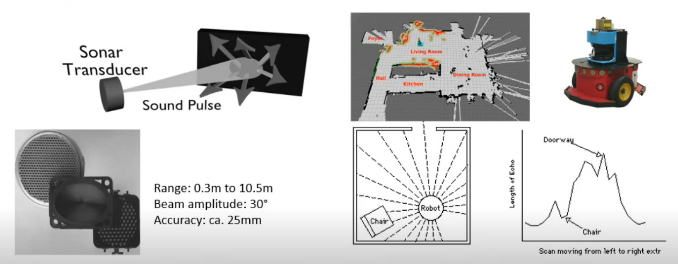 Sonar
Transducer
Sound Pulse
Range: 0.3m to 10.5m
Beam amplitude: 30°
Accuracy: ca. 25mm
Foyer
Living Room
Dining Room
Hall
Kitchen
Robot
Chair
Length of Echo
Doorway
Chair
Scan moving from left to right extr